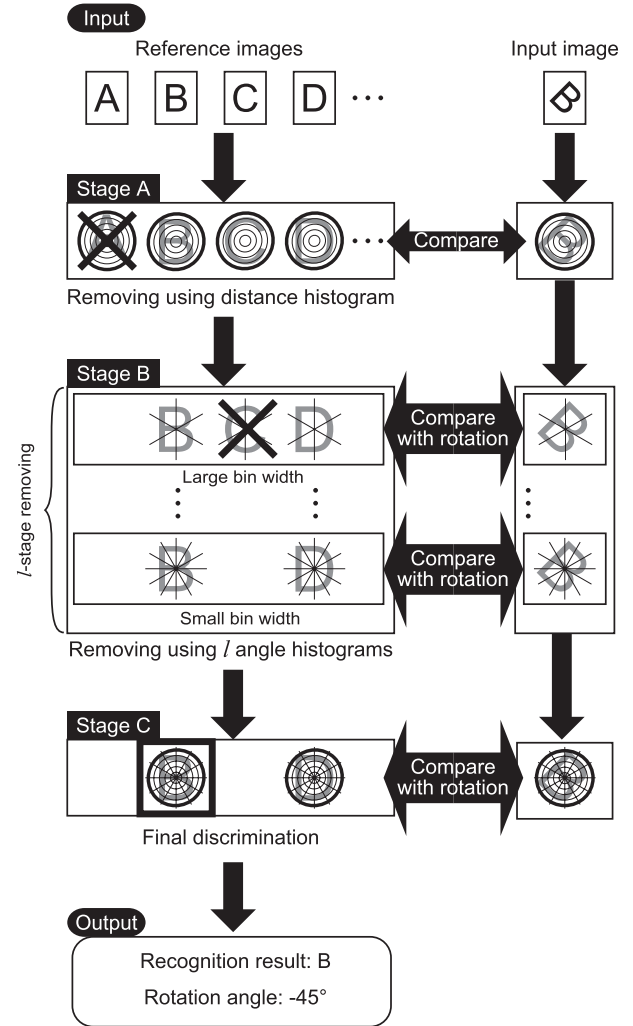 Input
Reference images
Input image
A B C D ...
B
Stage A
A B C D ...
Compare
B
Removing using distance histogram
Stage B
l-stage removing
B C D
Compare
with rotation
B
Large bin width
B D
Compare
with rotation
B
Small bin width
Removing using l angle histograms
Stage C
B D
Compare
with rotation
B
Final discrimination
Output
Recognition result: B
Rotation angle: -45°